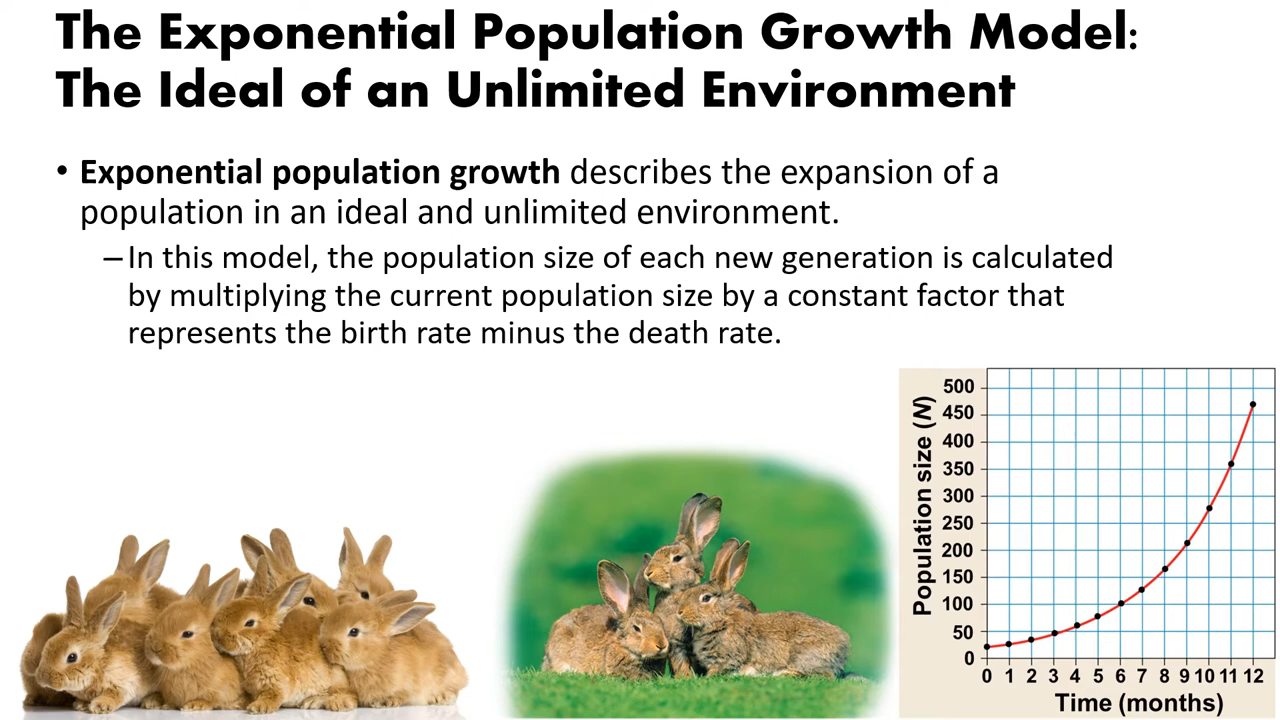 The Exponential Population Growth Model:
The Ideal of an Unlimited Environment
• Exponential population growth describes the expansion of a
population in an ideal and unlimited environment.
– In this model, the population size of each new generation is calculated
by multiplying the current population size by a constant factor that
represents the birth rate minus the death rate.
Population size (N)
500
450
400
350
300
250
200
150
100
50
0
0 1 2 3 4 5 6 7 8 9 10 11 12
Time (months)